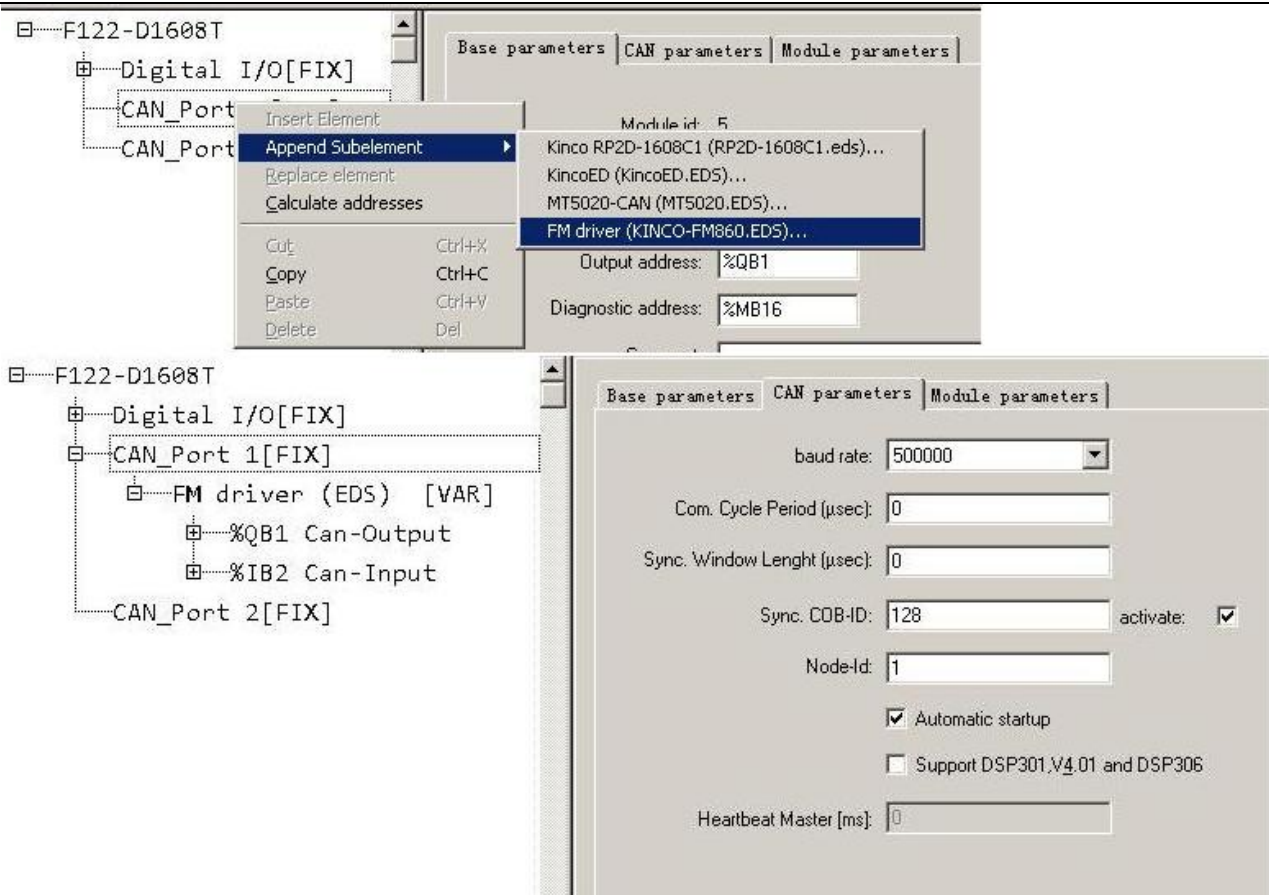 F122-D1608T
Digital I/O[FIX]
CAN_Port
CAN_Port
Base parameters CAN parameters Module parameters
Module id: 5
Insert Element
Append Subelement
Replace element
Calculate addresses
Cut Ctrl+X
Copy Ctrl+C
Paste Ctrl+V
Delete Del
Kinco RP2D-1608C1 (RP2D-1608C1.eds)...
KincoED (KincoED.EDS)...
MT5020-CAN (MT5020.EDS)...
FM driver (KINCO-FM860.EDS)...
Output address: %QB1
Diagnostic address: %MB16
F122-D1608T
Digital I/O[FIX]
CAN_Port 1[FIX]
FM driver (EDS) [VAR]
%QB1 Can-Output
%IB2 Can-Input
CAN_Port 2[FIX]
Base parameters CAN parameters Module parameters
baud rate: 500000
Com. Cycle Period (µsec): 0
Sync. Window Lenght (µsec): 0
Sync. COB-ID: 128 activate:
Node-Id: 1
Automatic startup
Support DSP301,V4.01 and DSP306
Heartbeat Master [ms]: 0